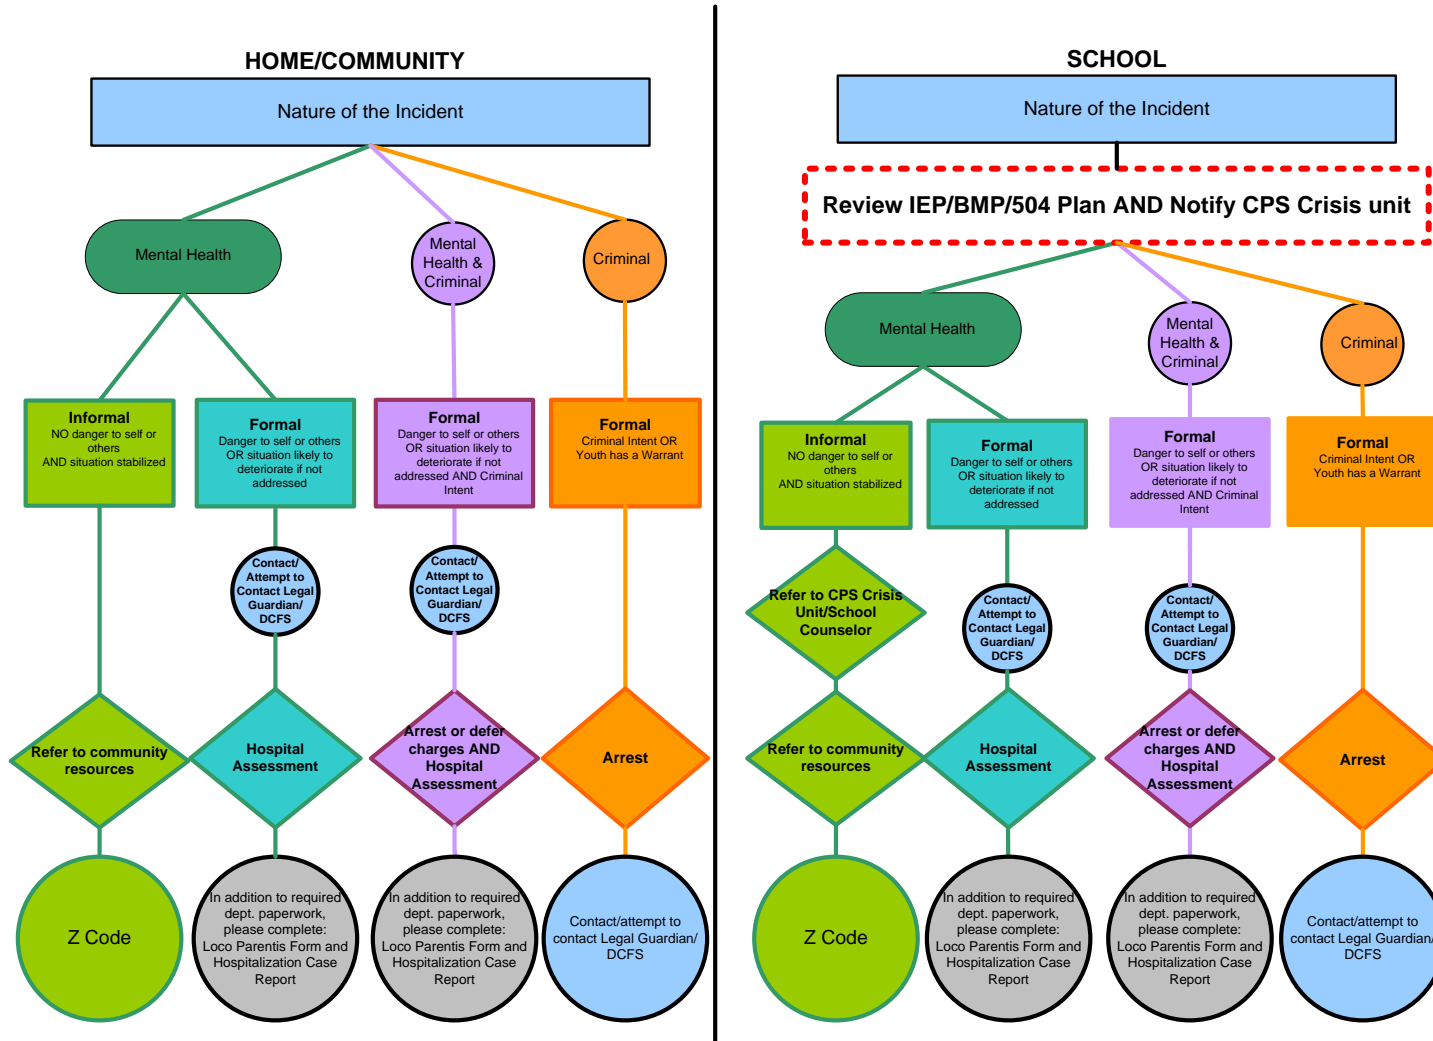 HOME/COMMUNITY
Nature of the Incident
Mental Health
Mental
Health &
Criminal
Criminal
Informal
NO danger to self or
others
AND situation stabilized
Formal
Danger to self or others
OR situation likely to
deteriorate if not
addressed
Formal
Danger to self or others
OR situation likely to
deteriorate if not
addressed AND Criminal
Intent
Formal
Criminal Intent OR
Youth has a Warrant
Contact/
Attempt to
Contact Legal
Guardian/
DCFS
Contact/
Attempt to
Contact Legal
Guardian/
DCFS
Refer to community
resources
Hospital
Assessment
Arrest or defer
charges AND
Hospital
Assessment
Arrest
Z Code
In addition to required
dept. paperwork,
please complete:
Loco Parentis Form and
Hospitalization Case
Report
In addition to required
dept. paperwork,
please complete:
Loco Parentis Form and
Hospitalization Case
Report
Contact/attempt to
contact Legal Guardian/
DCFS
SCHOOL
Nature of the Incident
Review IEP/BMP/504 Plan AND Notify CPS Crisis unit
Mental Health
Mental
Health &
Criminal
Criminal
Informal
NO danger to self or
others
AND situation stabilized
Formal
Danger to self or others
OR situation likely to
deteriorate if not
addressed
Formal
Danger to self or others
OR situation likely to
deteriorate if not
addressed AND Criminal
Intent
Formal
Criminal Intent OR
Youth has a Warrant
Refer to CPS Crisis
Unit/School
Counselor
Contact/
Attempt to
Contact Legal
Guardian/
DCFS
Contact/
Attempt to
Contact Legal
Guardian/
DCFS
Refer to community
resources
Hospital
Assessment
Arrest or defer
charges AND
Hospital
Assessment
Arrest
Z Code
In addition to required
dept. paperwork,
please complete:
Loco Parentis Form and
Hospitalization Case
Report
In addition to required
dept. paperwork,
please complete:
Loco Parentis Form and
Hospitalization Case
Report
Contact/attempt to
contact Legal Guardian/
DCFS